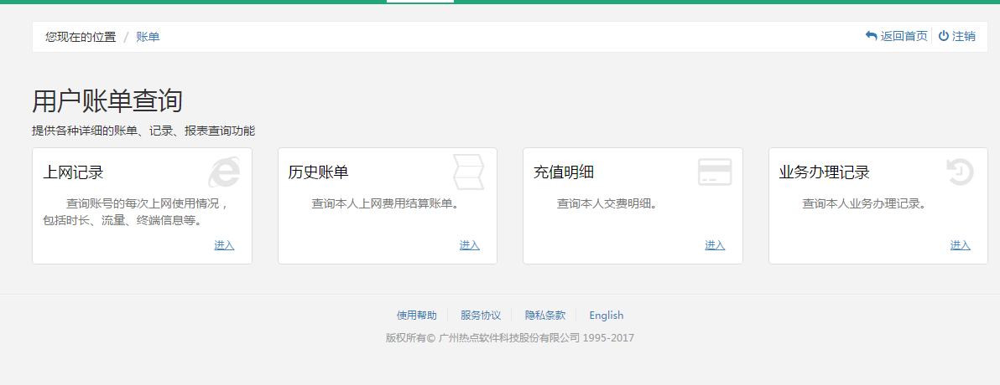 您现在的位置 / 账单
返回首页 注销
用户账单查询
提供各种详细的账单、记录、报表查询功能
上网记录
查询账号的每次上网使用情况，
包括时长、流量、终端信息等。
进入
历史账单
查询本人上网费用结算账单。
进入
充值明细
查询本人交费明细。
进入
业务办理记录
查询本人业务办理记录。
进入
使用帮助 服务协议 隐私条款 English
版权所有© 广州热点软件科技股份有限公司 1995-2017